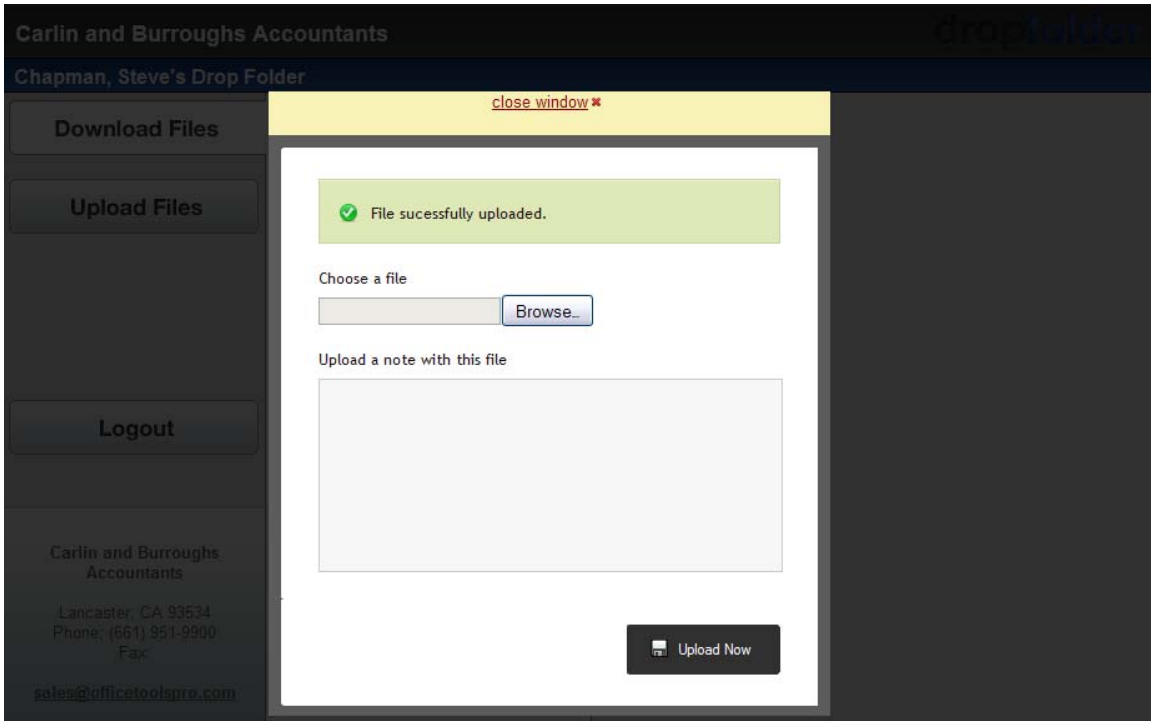 Carlin and Burroughs Accountants
dropfolder
Chapman, Steve's Drop Folder
close window
Download Files
Upload Files
File sucessfully uploaded.
Choose a file
Browse...
Upload a note with this file
Logout
Carlin and Burroughs
Accountants
Lancaster, CA 93534
Phone: (661) 951-9900
Fax:
Upload Now
sales@officetoolspro.com